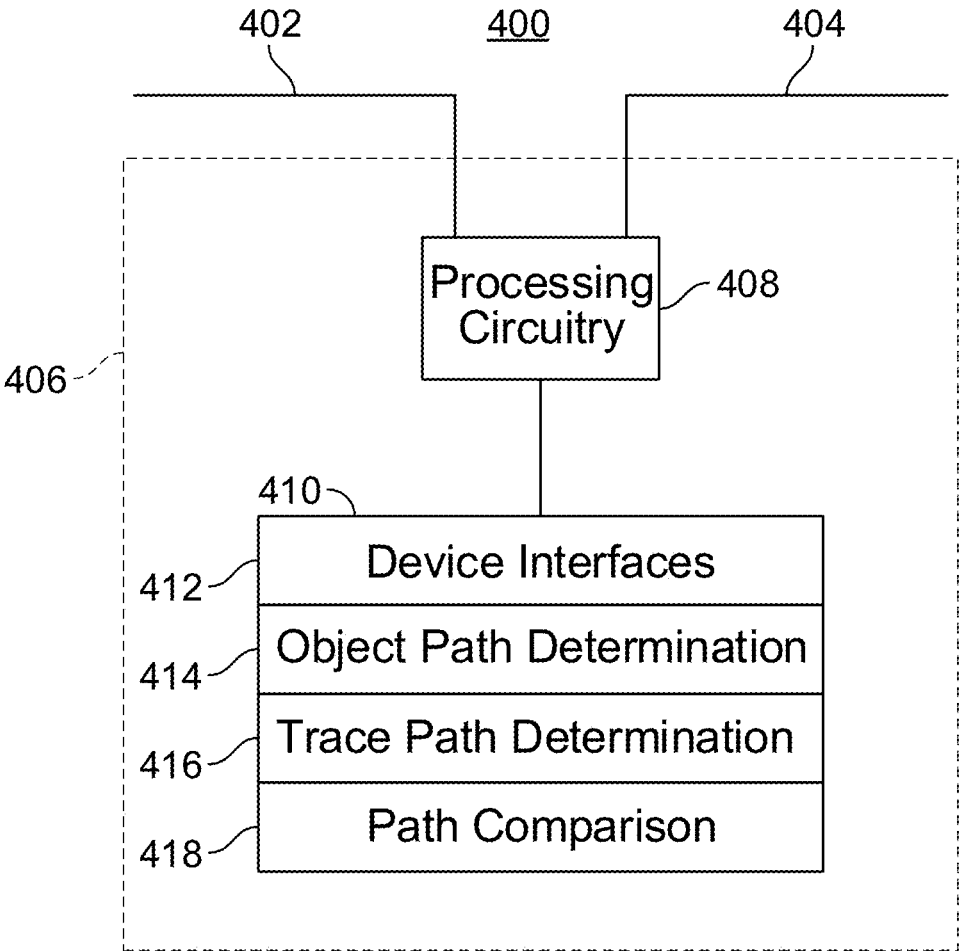 402
400
404
Processing
Circuitry
408
406
410
Device Interfaces
412
Object Path Determination
414
Trace Path Determination
416
Path Comparison
418